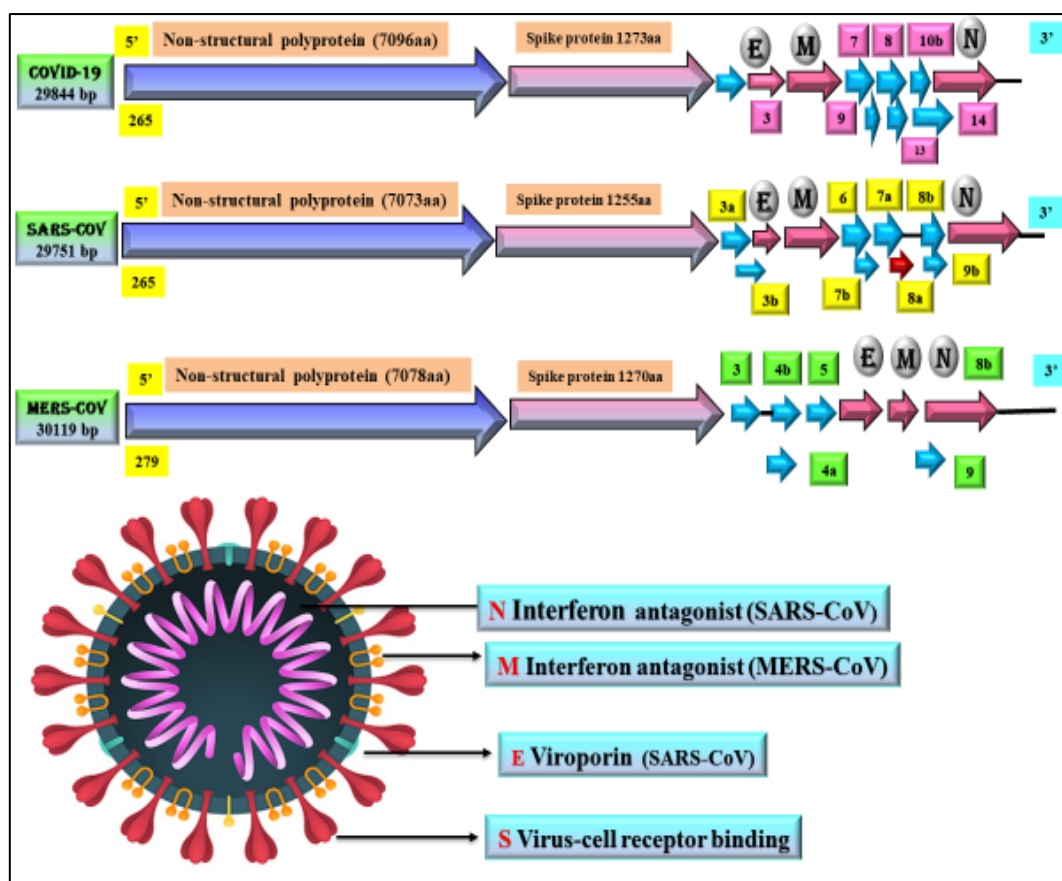 5’ Non-structural polyprotein (7096aa) Spike protein 1273aa E M 7 8 10b N 3’
COVID-19
29844 bp
265 3 9 13 14
5’ Non-structural polyprotein (7073aa) Spike protein 1255aa 3a E M 6 7a 8b N 3’
SARS-COV
29751 bp
265 3b 7b 8a 9b
5’ Non-structural polyprotein (7078aa) Spike protein 1270aa 3 4b 5 E M N 8b 3’
MERS-COV
30119 bp
279 4a 9
N Interferon antagonist (SARS-CoV)
M Interferon antagonist (MERS-CoV)
E Viroporin (SARS-CoV)
S Virus-cell receptor binding